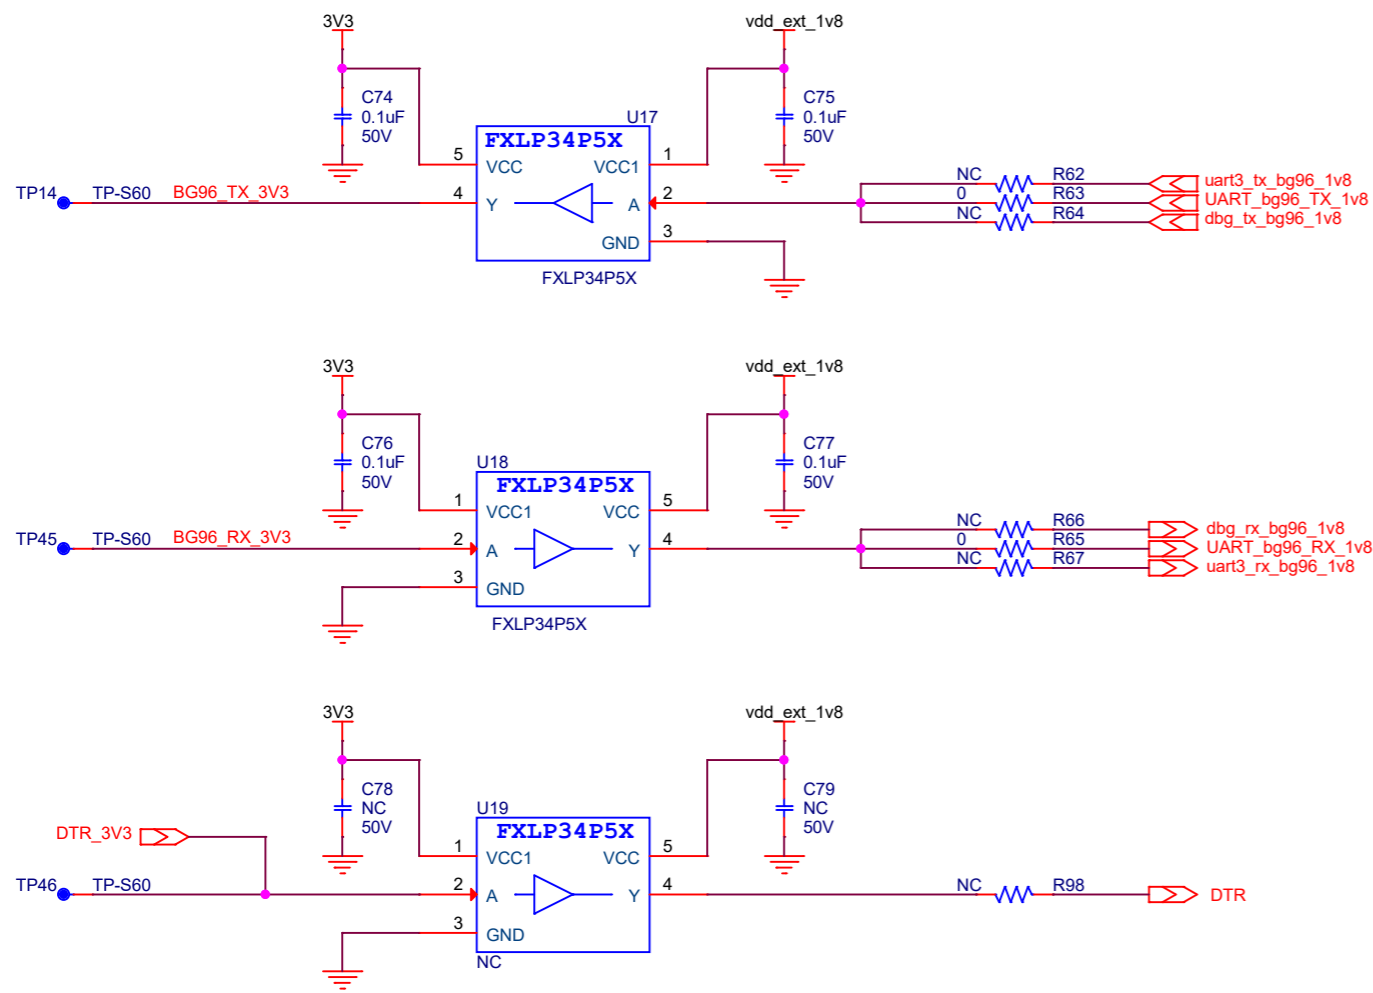 3V3
vdd_ext_1v8
C74
0.1uF
50V
C75
0.1uF
50V
U17
FXLP34P5X
5 VCC VCC1 1
TP14 TP-S60 BG96_TX_3V3 4 Y A 2
GND 3
FXLP34P5X
NC R62 uart3_tx_bg96_1v8
0 R63 UART_bg96_TX_1v8
NC R64 dbg_tx_bg96_1v8
3V3
vdd_ext_1v8
C76
0.1uF
50V
C77
0.1uF
50V
U18
FXLP34P5X
1 VCC1 VCC 5
TP45 TP-S60 BG96_RX_3V3 2 A Y 4
3 GND
FXLP34P5X
NC R66 dbg_rx_bg96_1v8
0 R65 UART_bg96_RX_1v8
NC R67 uart3_rx_bg96_1v8
3V3
vdd_ext_1v8
C78
NC
50V
C79
NC
50V
U19
FXLP34P5X
DTR_3V3
1 VCC1 VCC 5
TP46 TP-S60 2 A Y 4
3 GND
NC
NC R98 DTR